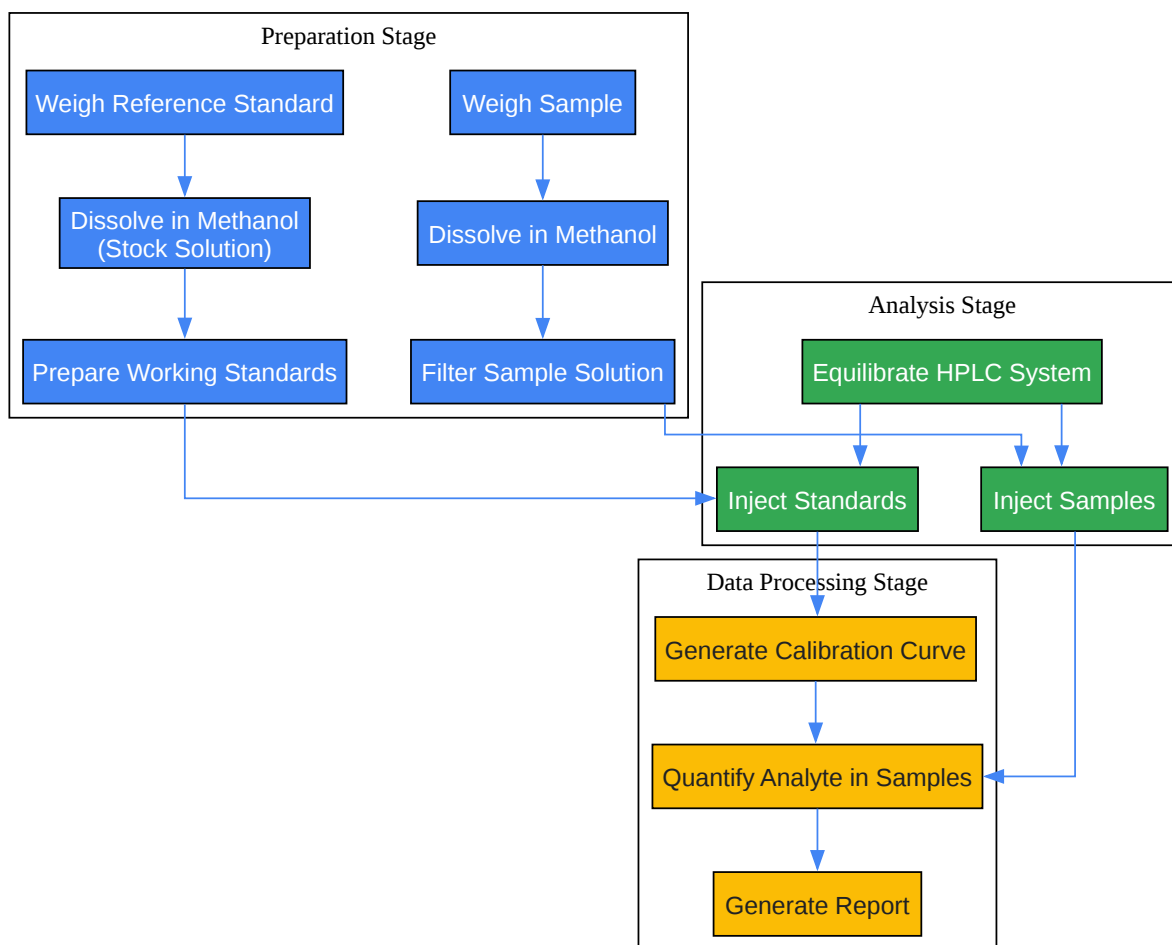 Preparation Stage
Weigh Reference Standard
Weigh Sample
Dissolve in Methanol
(Stock Solution)
Dissolve in Methanol
Prepare Working Standards
Filter Sample Solution
Analysis Stage
Equilibrate HPLC System
Inject Standards
Inject Samples
Data Processing Stage
Generate Calibration Curve
Quantify Analyte in Samples
Generate Report